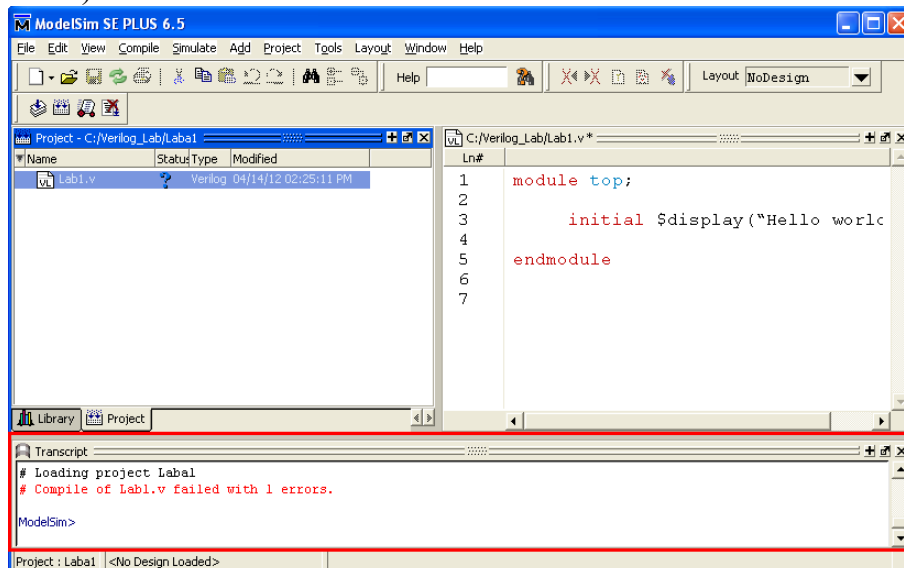 ModelSim SE PLUS 6.5
File Edit View Compile Simulate Add Project Tools Layout Window Help
Help Layout NoDesign
Project - C:/Verilog_Lab/Laba1
Name Status Type Modified
Lab1.v ? Verilog 04/14/12 02:25:11 PM
Library Project
C:/Verilog_Lab/Lab1.v *
Ln#
1 module top;
2
3 initial $display("Hello worlc
4
5 endmodule
6
7
Transcript
# Loading project Laba1
# Compile of Lab1.v failed with 1 errors.
ModelSim>
Project : Laba1 <No Design Loaded>